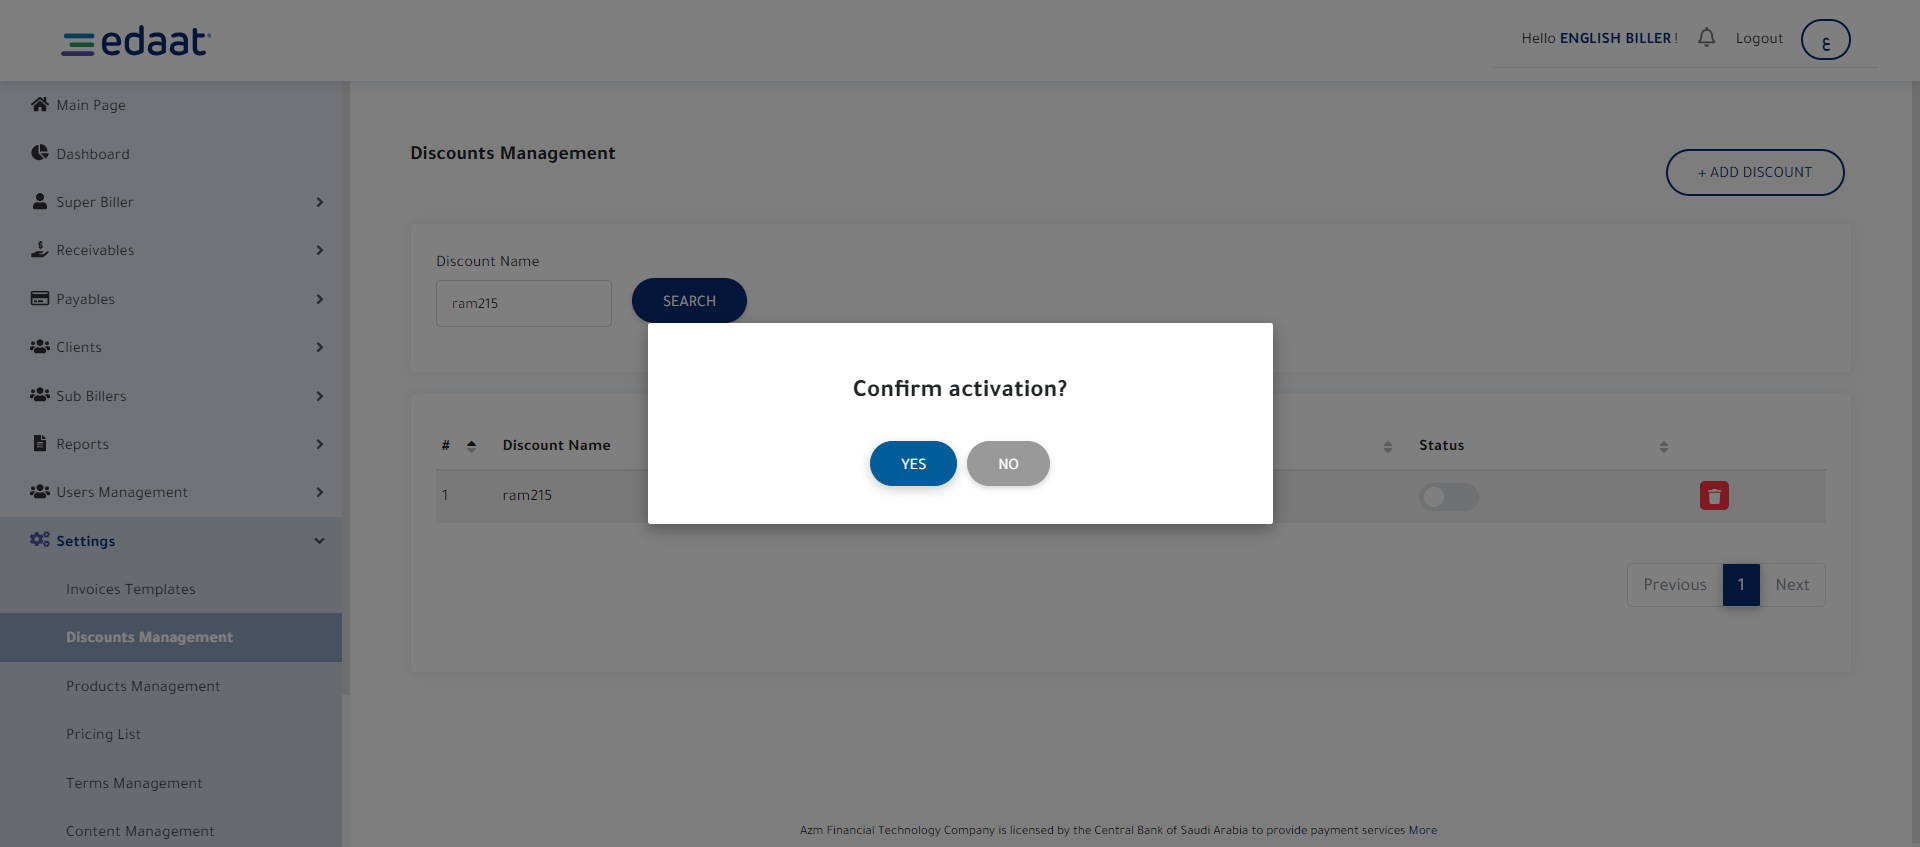 edaat
Hello ENGLISH BILLER !
Logout
ع
Main Page
Dashboard
Super Biller
Receivables
Payables
Clients
Sub Billers
Reports
Users Management
Settings
Invoices Templates
Discounts Management
Products Management
Pricing List
Terms Management
Content Management
Discounts Management
+ ADD DISCOUNT
Discount Name
ram215
SEARCH
Confirm activation?
YES
NO
# Discount Name Status
1 ram215
Previous 1 Next
Azm Financial Technology Company is licensed by the Central Bank of Saudi Arabia to provide payment services More